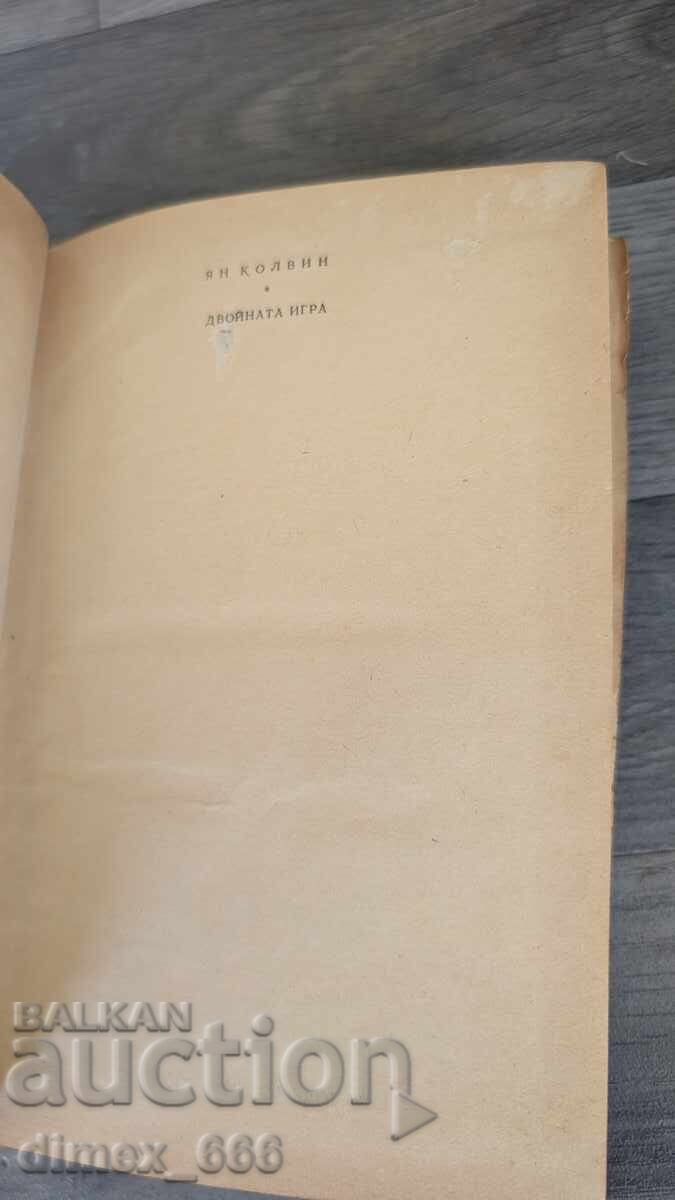 ЯН КОЛВИН
*
ДВОЙНАТА ИГРА
BALKAN
auction
dimex_666